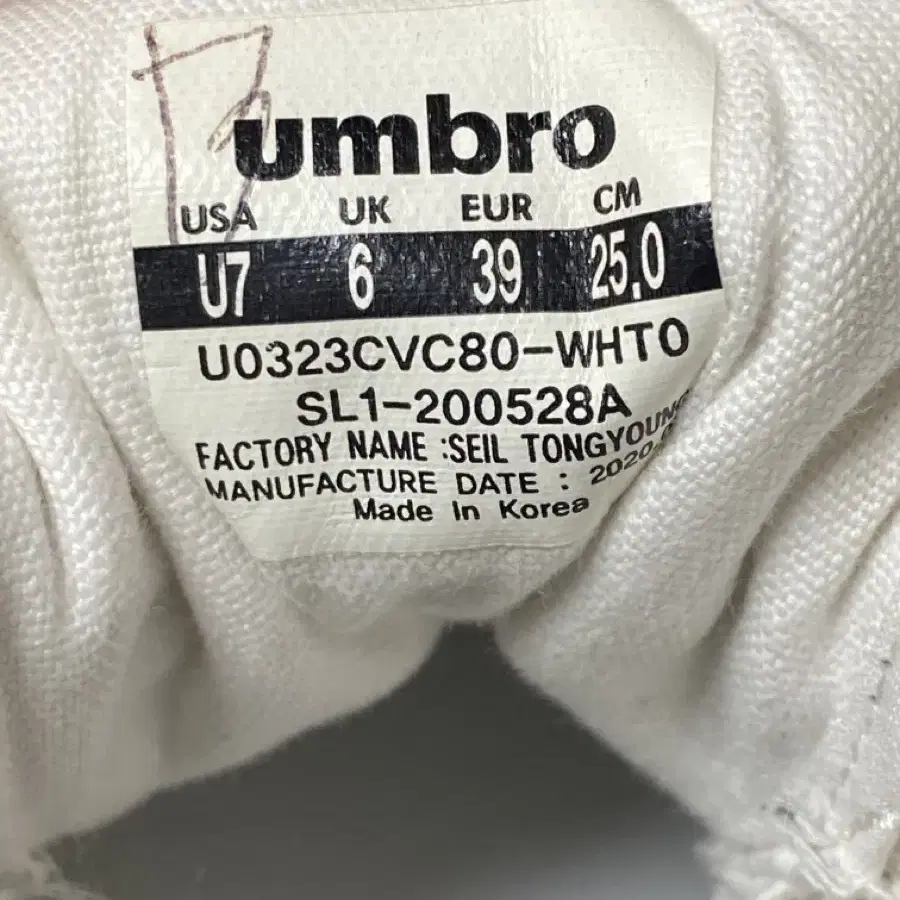 umbro
USA UK EUR CM
U7 6 39 25.0
U0323CVC80-WHT0
SL1-200528A
FACTORY NAME :SEIL TONGYOUNG
MANUFACTURE DATE : 2020.
Made In Korea